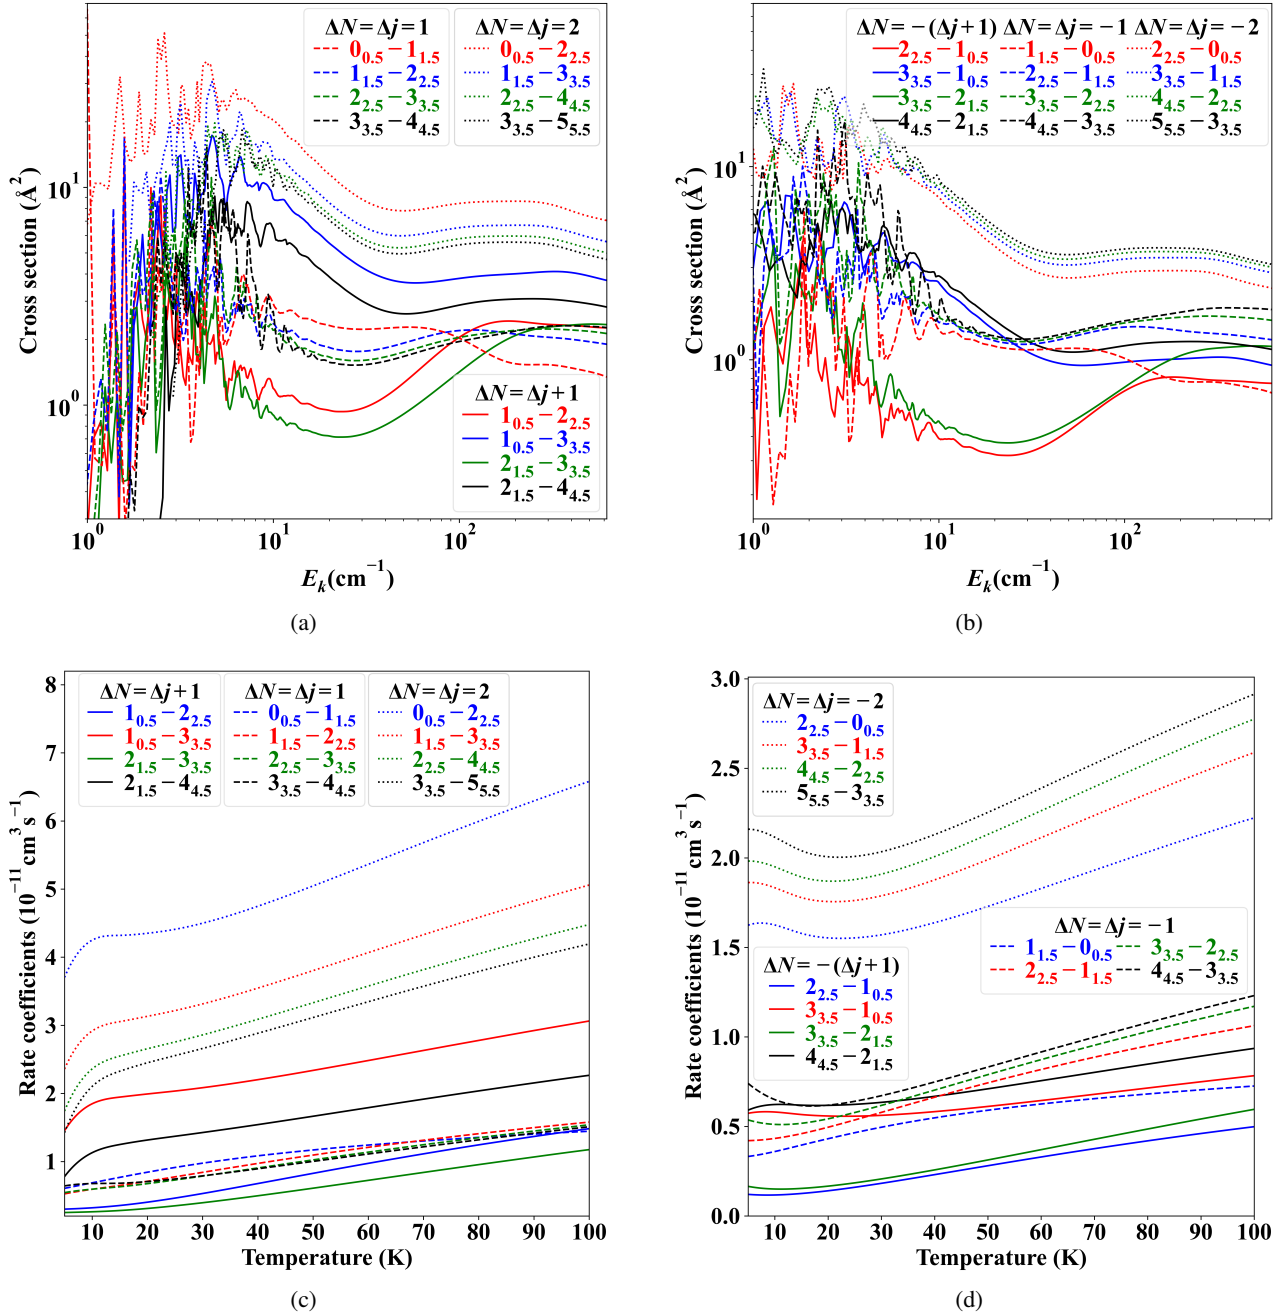 ΔN = Δj = 1
0_0.5 − 1_1.5
1_1.5 − 2_2.5
2_2.5 − 3_3.5
3_3.5 − 4_4.5
ΔN = Δj = 2
0_0.5 − 2_2.5
1_1.5 − 3_3.5
2_2.5 − 4_4.5
3_3.5 − 5_5.5
ΔN = Δj + 1
1_0.5 − 2_2.5
1_0.5 − 3_3.5
2_1.5 − 3_3.5
2_1.5 − 4_4.5
Cross section (Å^2)
10^1
10^0
10^0 10^1 10^2
E_k(cm^−1)
(a)
ΔN = −(Δj + 1) ΔN = Δj = −1 ΔN = Δj = −2
2_2.5 − 1_0.5 1_1.5 − 0_0.5 2_2.5 − 0_0.5
3_3.5 − 1_0.5 2_2.5 − 1_1.5 3_3.5 − 1_1.5
3_3.5 − 2_1.5 3_3.5 − 2_2.5 4_4.5 − 2_2.5
4_4.5 − 2_1.5 4_4.5 − 3_3.5 5_5.5 − 3_3.5
Cross section (Å^2)
10^1
10^0
10^0 10^1 10^2
E_k(cm^−1)
(b)
ΔN = Δj + 1 ΔN = Δj = 1 ΔN = Δj = 2
1_0.5 − 2_2.5 0_0.5 − 1_1.5 0_0.5 − 2_2.5
1_0.5 − 3_3.5 1_1.5 − 2_2.5 1_1.5 − 3_3.5
2_1.5 − 3_3.5 2_2.5 − 3_3.5 2_2.5 − 4_4.5
2_1.5 − 4_4.5 3_3.5 − 4_4.5 3_3.5 − 5_5.5
Rate coefficients (10^−11 cm^3 s^−1)
8
7
6
5
4
3
2
1
10 20 30 40 50 60 70 80 90 100
Temperature (K)
(c)
ΔN = Δj = −2
2_2.5 − 0_0.5
3_3.5 − 1_1.5
4_4.5 − 2_2.5
5_5.5 − 3_3.5
ΔN = Δj = −1
1_1.5 − 0_0.5 3_3.5 − 2_2.5
2_2.5 − 1_1.5 4_4.5 − 3_3.5
ΔN = −(Δj + 1)
2_2.5 − 1_0.5
3_3.5 − 1_0.5
3_3.5 − 2_1.5
4_4.5 − 2_1.5
Rate coefficients (10^−11 cm^3 s^−1)
3.0
2.5
2.0
1.5
1.0
0.5
0.0
10 20 30 40 50 60 70 80 90 100
Temperature (K)
(d)